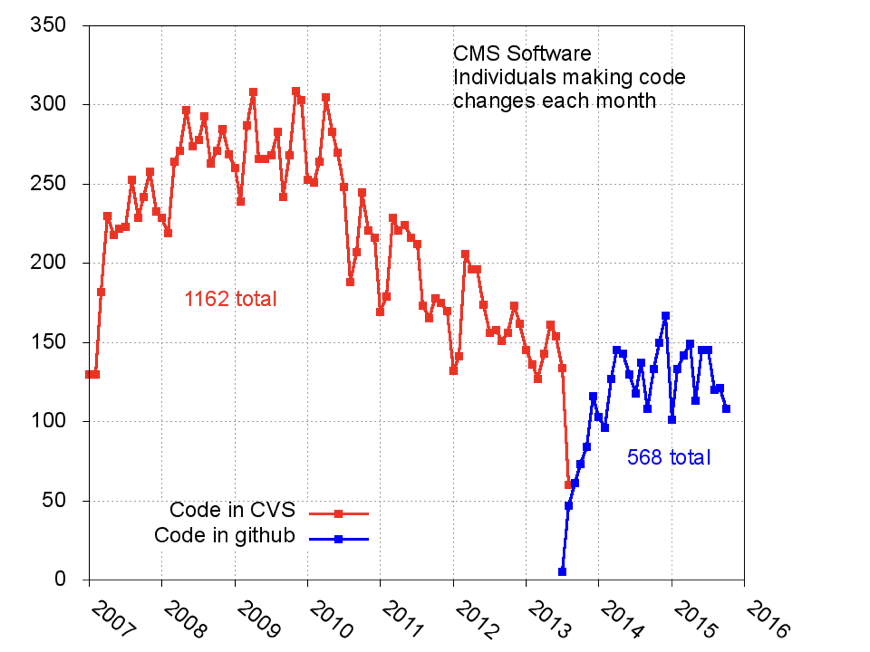 350
300
250
200
150
100
50
0
CMS Software
Individuals making code
changes each month
1162 total
568 total
Code in CVS
Code in github
2007
2008
2009
2010
2011
2012
2013
2014
2015
2016